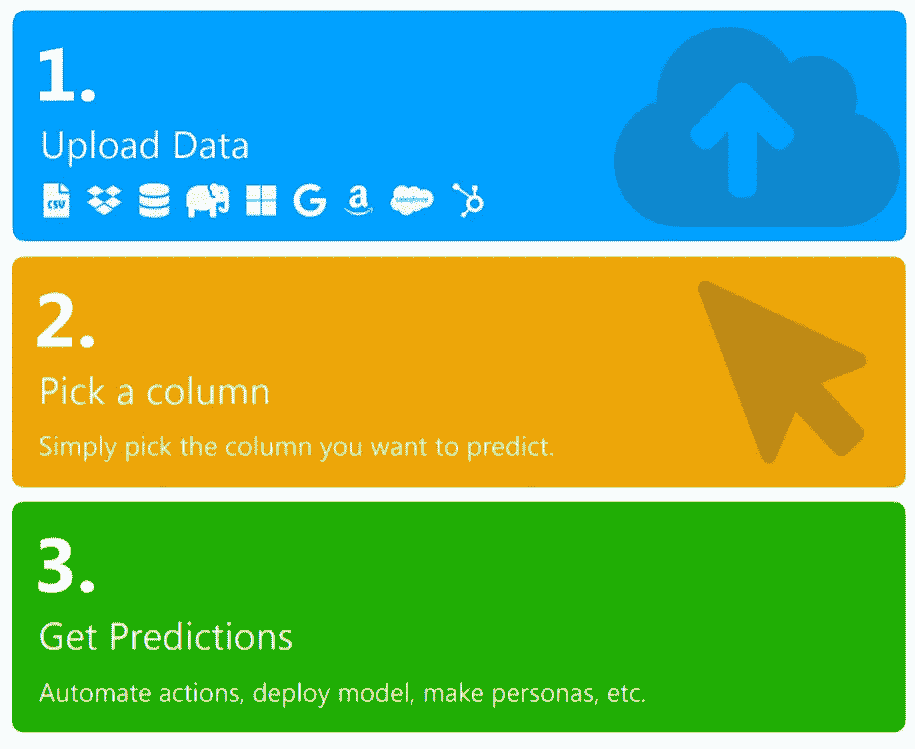 1.
Upload Data
CSV a salesforce
2.
Pick a column
Simply pick the column you want to predict.
3.
Get Predictions
Automate actions, deploy model, make personas, etc.